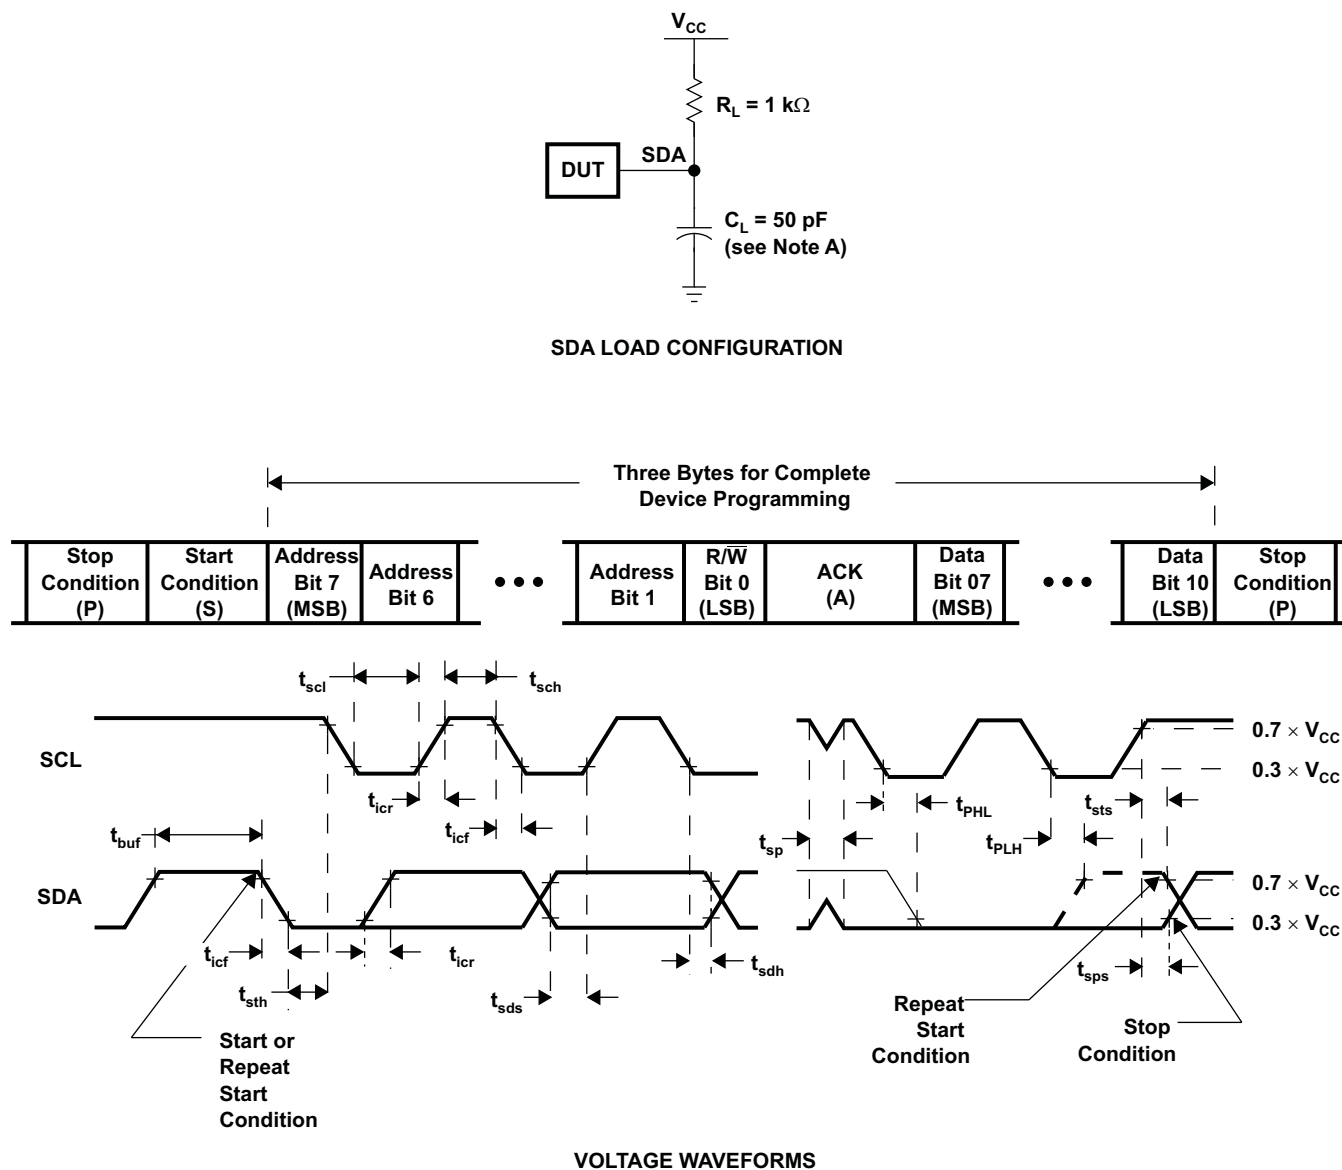 VCC
RL = 1 kΩ
SDA
DUT
CL = 50 pF
(see Note A)
SDA LOAD CONFIGURATION
Three Bytes for Complete
Device Programming
Stop
Condition
(P)
Start
Condition
(S)
Address
Bit 7
(MSB)
Address
Bit 6
•••
Address
Bit 1
R/W̅
Bit 0
(LSB)
ACK
(A)
Data
Bit 07
(MSB)
•••
Data
Bit 10
(LSB)
Stop
Condition
(P)
tscl
tsch
SCL
0.7 × VCC
0.3 × VCC
ticr
ticf
tPHL
tsts
tbuf
tsp
tPLH
SDA
0.7 × VCC
0.3 × VCC
ticf
ticr
tsdh
tsps
tsth
tsds
Start or
Repeat
Start
Condition
Repeat
Start
Condition
Stop
Condition
VOLTAGE WAVEFORMS